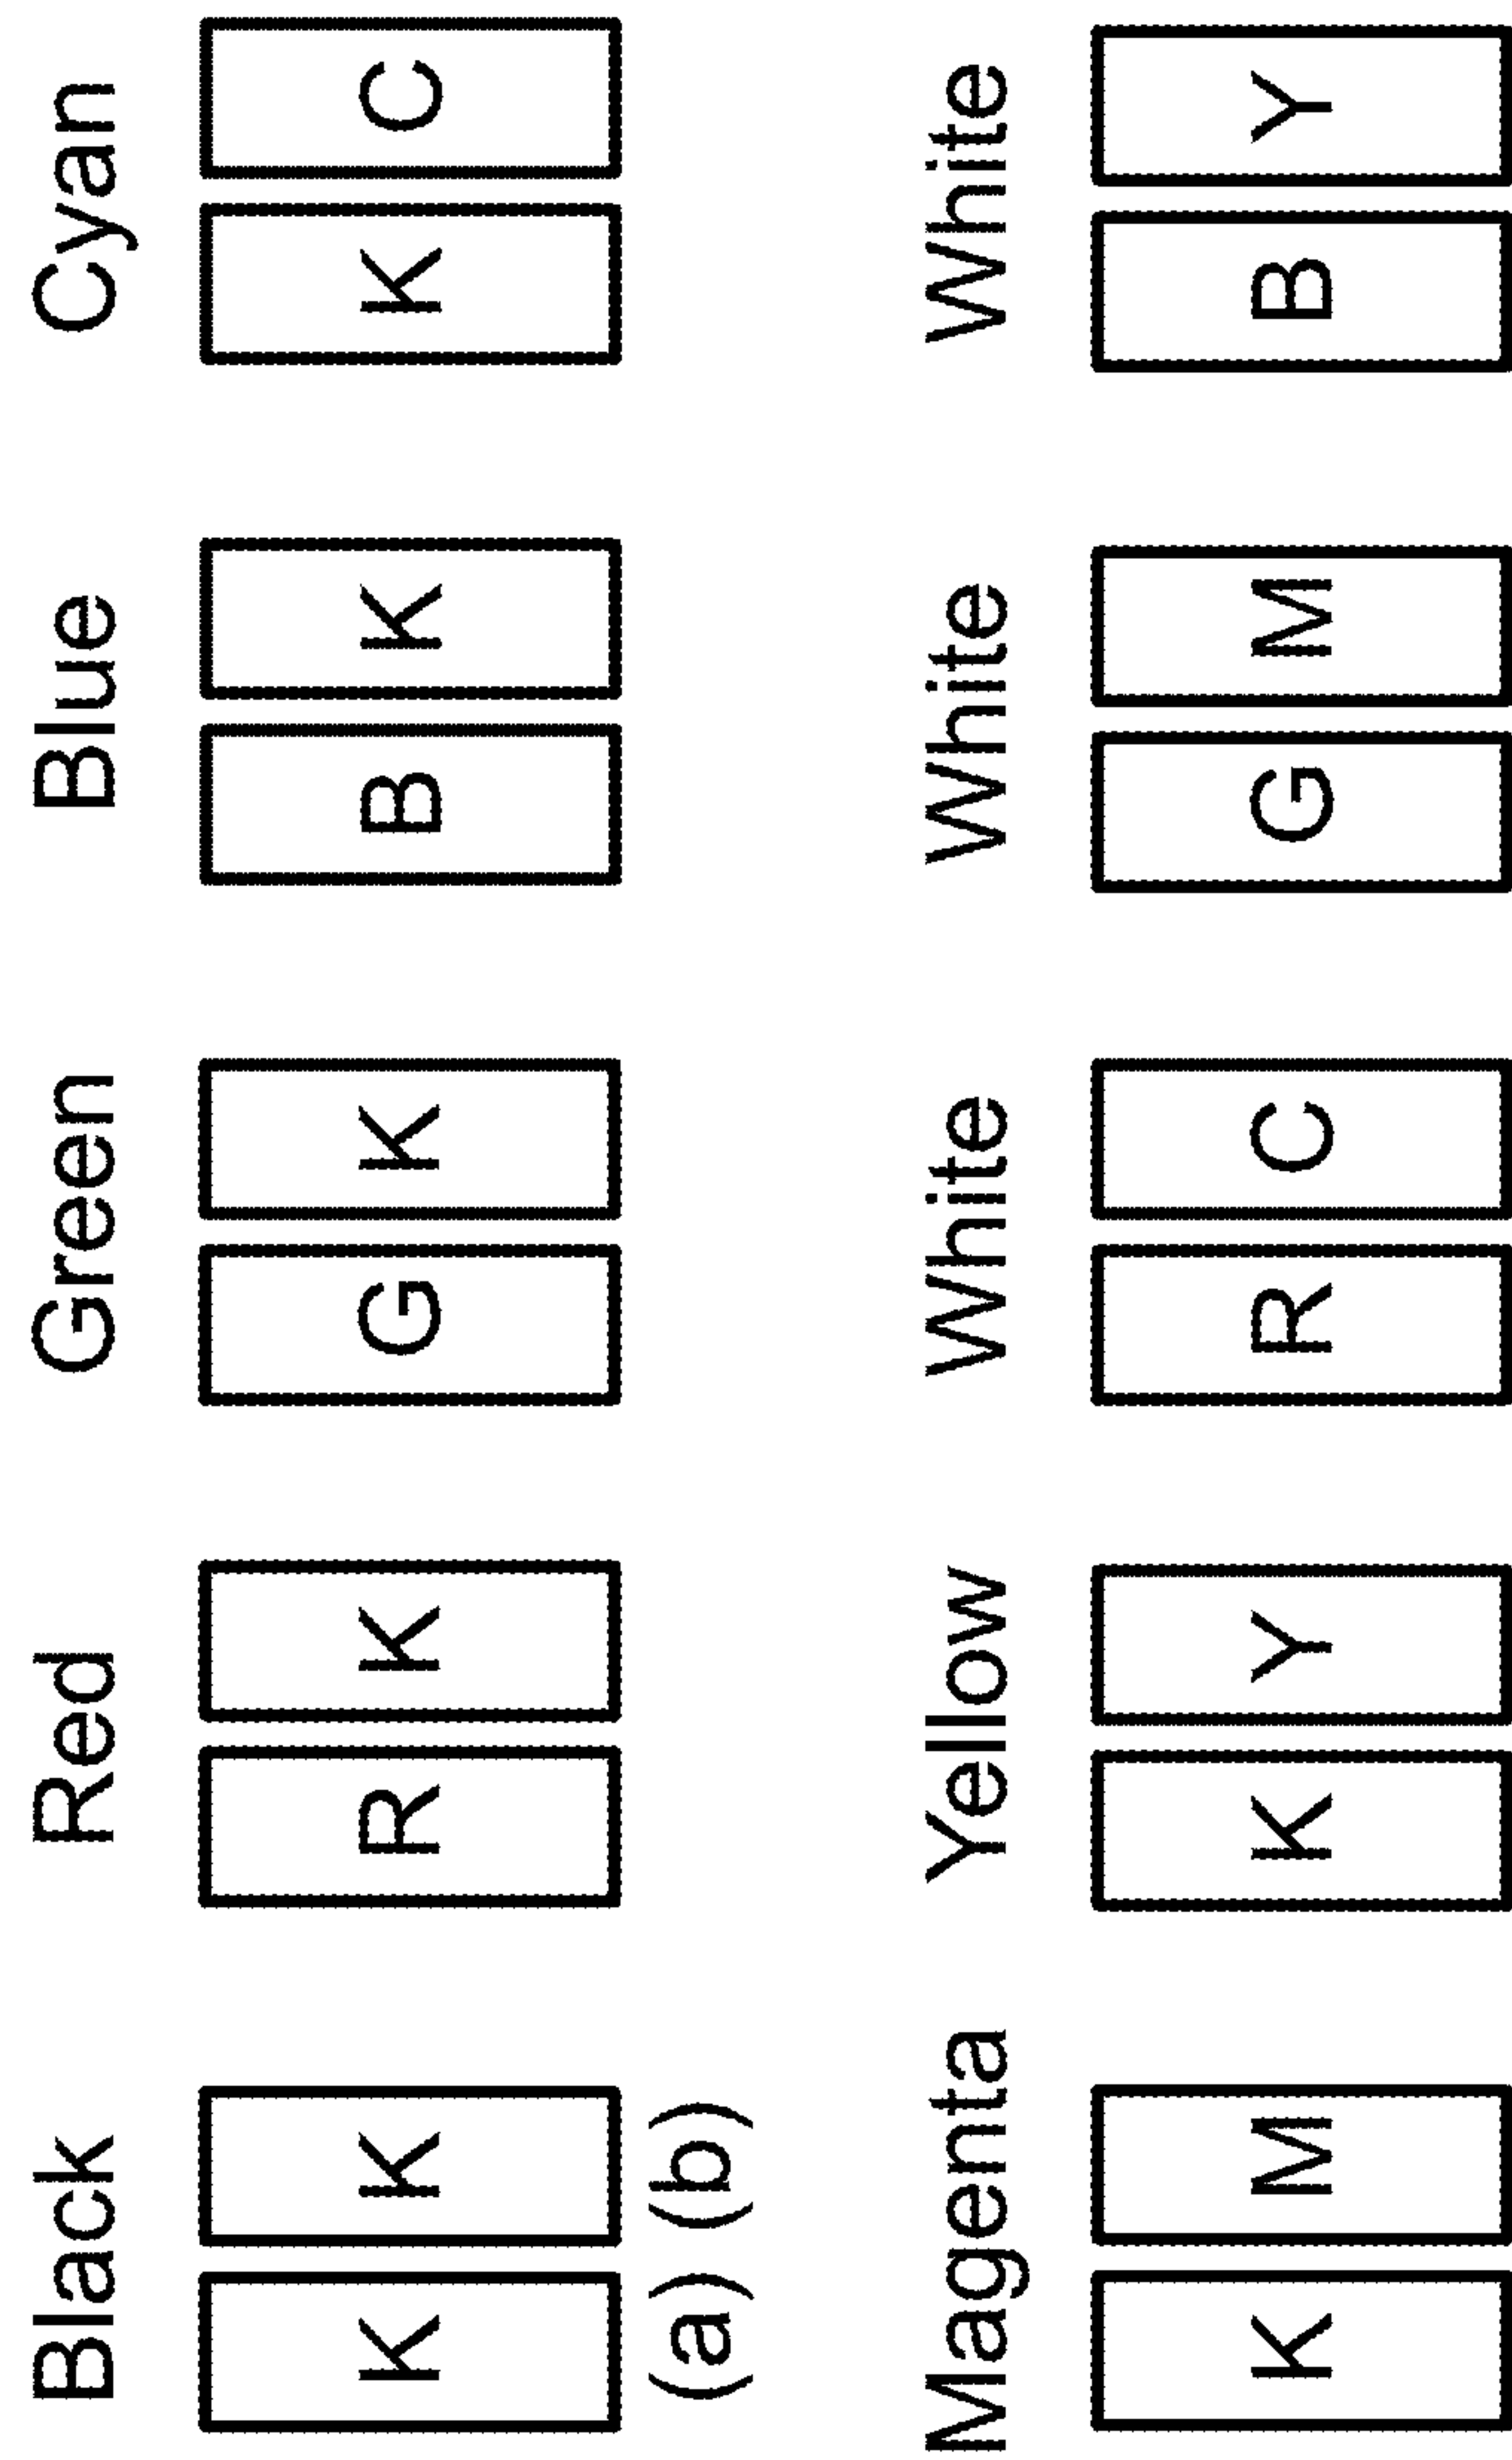 Black Red Green Blue Cyan
K K R K G K B K K C
(a) (b)
Magenta Yellow White White White
K M K Y R C G M B Y